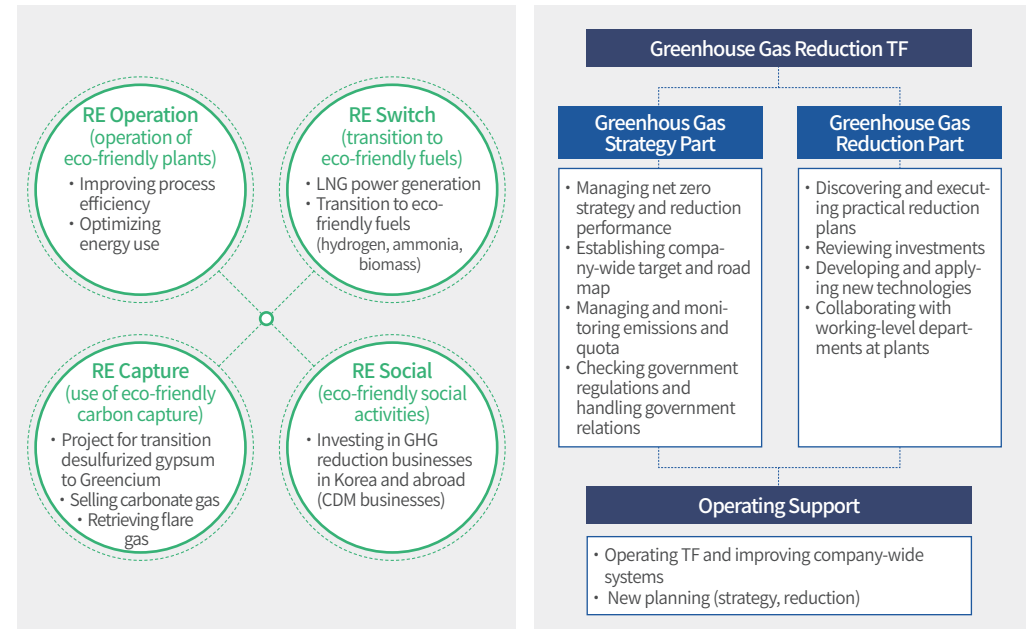 RE Operation
(operation of
eco-friendly plants)
・Improving process
efficiency
・Optimizing
energy use
RE Switch
(transition to
eco-friendly fuels)
・LNG power generation
・Transition to eco-
friendly fuels
(hydrogen, ammonia,
biomass)
RE Capture
(use of eco-friendly
carbon capture)
・Project for transition
desulfurized gypsum
to Greencium
・Selling carbonate gas
・Retrieving flare
gas
RE Social
(eco-friendly social
activities)
・Investing in GHG
reduction businesses
in Korea and abroad
(CDM businesses)
Greenhouse Gas Reduction TF
Greenhous Gas
Strategy Part
・Managing net zero
strategy and reduction
performance
・Establishing compa-
ny-wide target and road
map
・Managing and moni-
toring emissions and
quota
・Checking government
regulations and
handling government
relations
Greenhouse Gas
Reduction Part
・Discovering and execut-
ing practical reduction
plans
・Reviewing investments
・Developing and apply-
ing new technologies
・Collaborating with
working-level depart-
ments at plants
Operating Support
・Operating TF and improving company-wide
systems
・New planning (strategy, reduction)